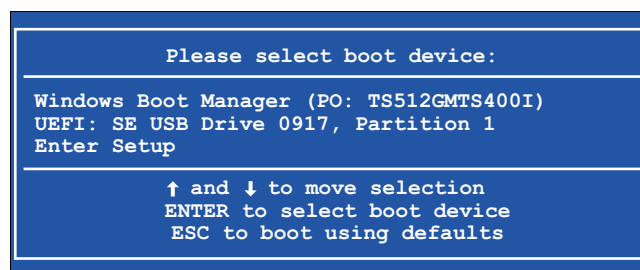 Please select boot device:
Windows Boot Manager (PO: TS512GMTS400I)
UEFI: SE USB Drive 0917, Partition 1
Enter Setup
↑ and ↓ to move selection
ENTER to select boot device
ESC to boot using defaults